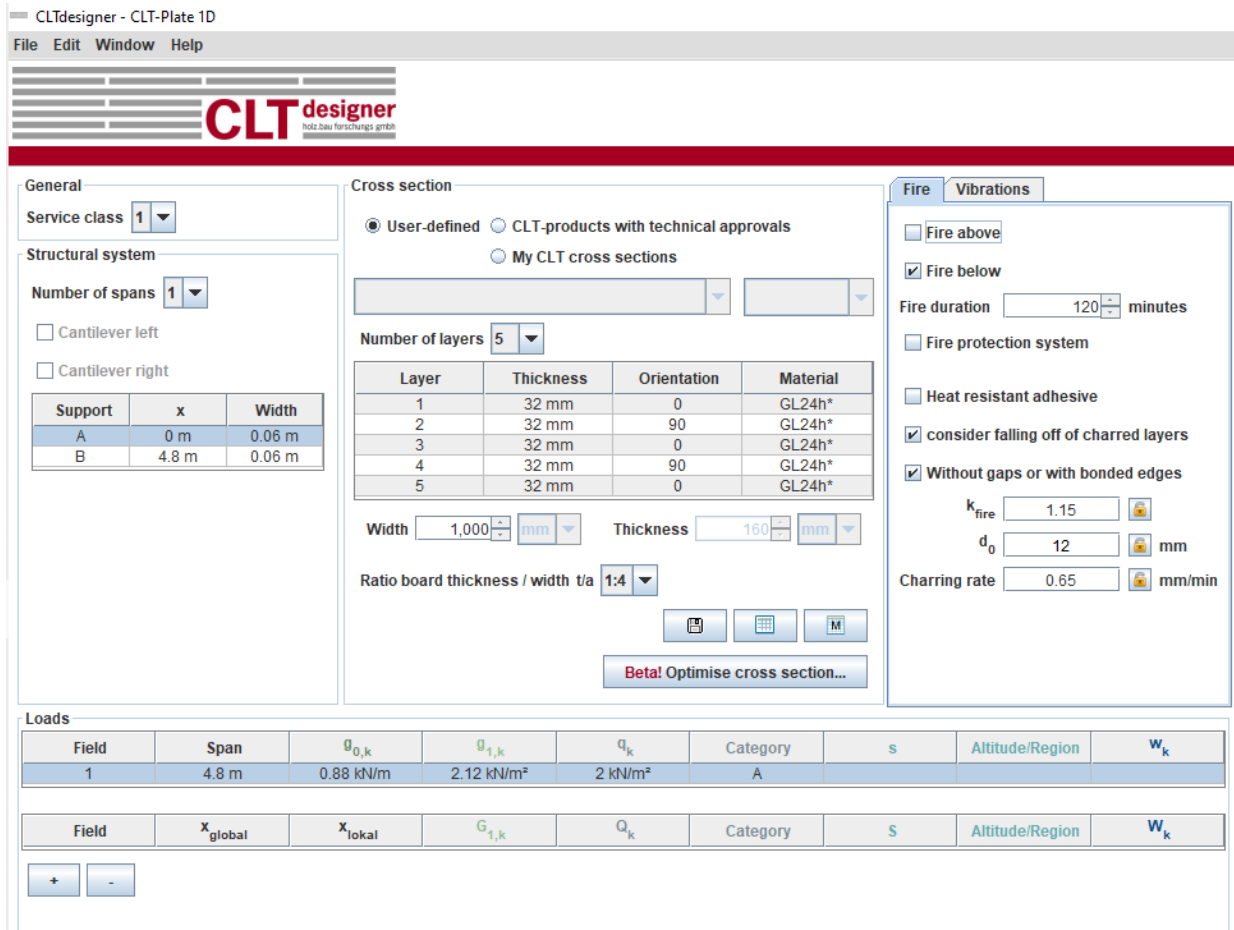 CLTdesigner - CLT-Plate 1D
File Edit Window Help
CLT designer
holz.bau forschungs gmbh
General
Service class 1
Structural system
Number of spans 1
Cantilever left
Cantilever right
Support x Width
A 0 m 0.06 m
B 4.8 m 0.06 m
Cross section
User-defined CLT-products with technical approvals
My CLT cross sections
Number of layers 5
Layer Thickness Orientation Material
1 32 mm 0 GL24h*
2 32 mm 90 GL24h*
3 32 mm 0 GL24h*
4 32 mm 90 GL24h*
5 32 mm 0 GL24h*
Width 1,000 mm Thickness 160 mm
Ratio board thickness / width t/a 1:4
M
Beta! Optimise cross section...
Fire Vibrations
Fire above
Fire below
Fire duration 120 minutes
Fire protection system
Heat resistant adhesive
consider falling off of charred layers
Without gaps or with bonded edges
kfire 1.15
d0 12 mm
Charring rate 0.65 mm/min
Loads
Field Span g0,k g1,k qk Category s Altitude/Region wk
1 4.8 m 0.88 kN/m 2.12 kN/m² 2 kN/m² A
Field xglobal xlokal G1,k Qk Category S Altitude/Region Wk
+ -